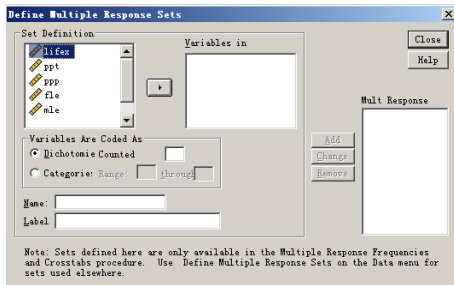 Define Multiple Response Sets
Set Definition
lifex
ppt
ppp
fle
mle
Variables in
Close
Help
Mult Response
Variables Are Coded As
Dichotomie Counted
Categorie: Range: through
Add
Change
Remove
Name:
Label
Note: Sets defined here are only available in the Multiple Response Frequencies
and Crosstabs procedure. Use Define Multiple Response Sets on the Data menu for
sets used elsewhere.